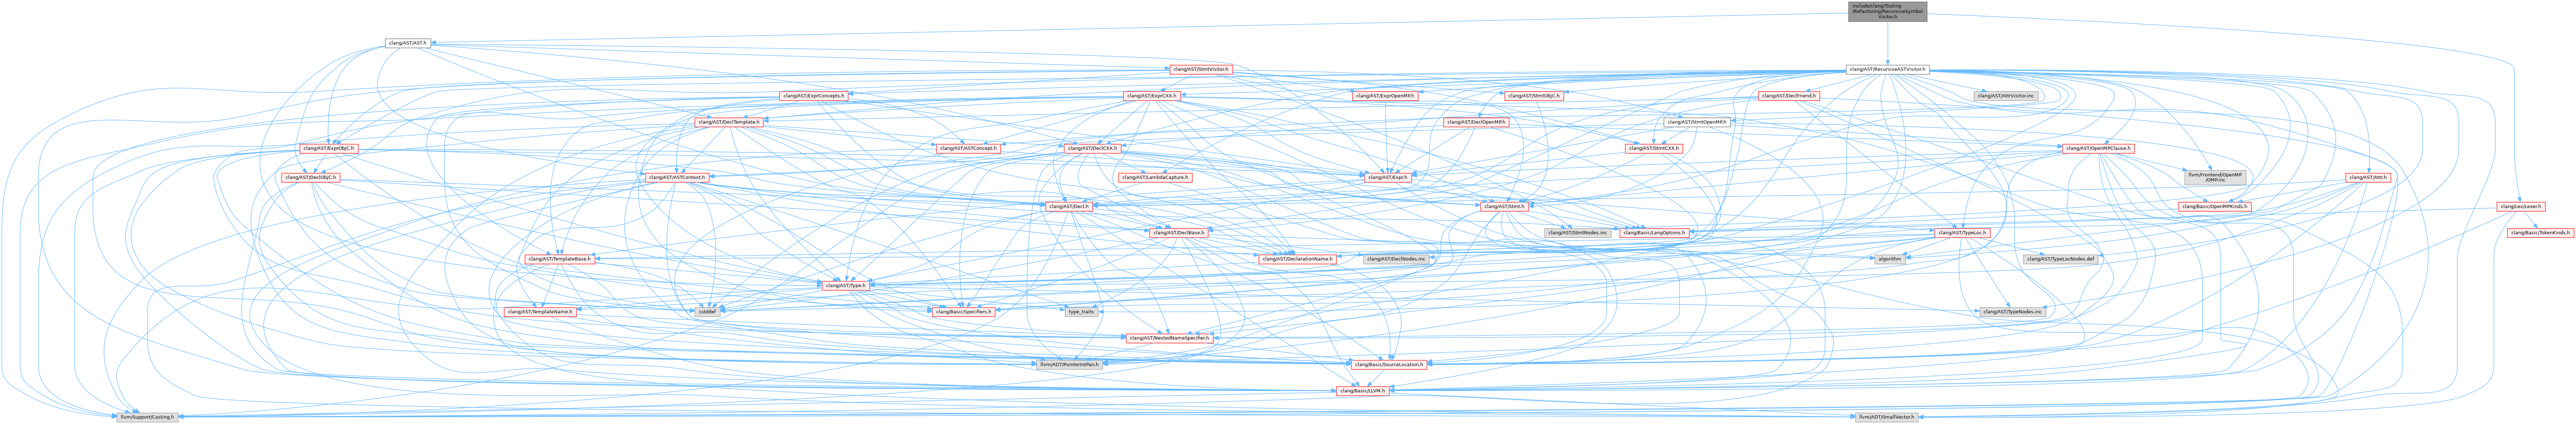 include/clang/Tooling
/Refactoring/RecursiveSymbol
Visitor.h
clang/AST/AST.h
clang/AST/StmtVisitor.h
clang/AST/RecursiveASTVisitor.h
clang/AST/ExprConcepts.h
clang/AST/ExprCXX.h
clang/AST/ExprOpenMP.h
clang/AST/StmtObjC.h
clang/AST/DeclFriend.h
clang/AST/AttrVisitor.inc
clang/AST/DeclTemplate.h
clang/AST/DeclOpenMP.h
clang/AST/StmtOpenMP.h
clang/AST/ExprObjC.h
clang/AST/ASTConcept.h
clang/AST/DeclCXX.h
clang/AST/StmtCXX.h
clang/AST/OpenMPClause.h
clang/AST/DeclObjC.h
clang/AST/ASTContext.h
clang/AST/LambdaCapture.h
clang/AST/Expr.h
llvm/Frontend/OpenMP
/OMP.inc
clang/AST/Attr.h
clang/AST/Decl.h
clang/AST/Stmt.h
clang/Basic/OpenMPKinds.h
clang/Lex/Lexer.h
clang/AST/DeclBase.h
clang/AST/StmtNodes.inc
clang/Basic/LangOptions.h
clang/AST/TypeLoc.h
clang/Basic/TokenKinds.h
clang/AST/TemplateBase.h
clang/AST/DeclarationName.h
clang/AST/DeclNodes.inc
algorithm
clang/AST/TypeLocNodes.def
clang/AST/Type.h
clang/AST/TemplateName.h
cstddef
clang/Basic/Specifiers.h
type_traits
clang/AST/TypeNodes.inc
clang/AST/NestedNameSpecifier.h
llvm/ADT/PointerIntPair.h
clang/Basic/SourceLocation.h
clang/Basic/LLVM.h
llvm/Support/Casting.h
llvm/ADT/SmallVector.h